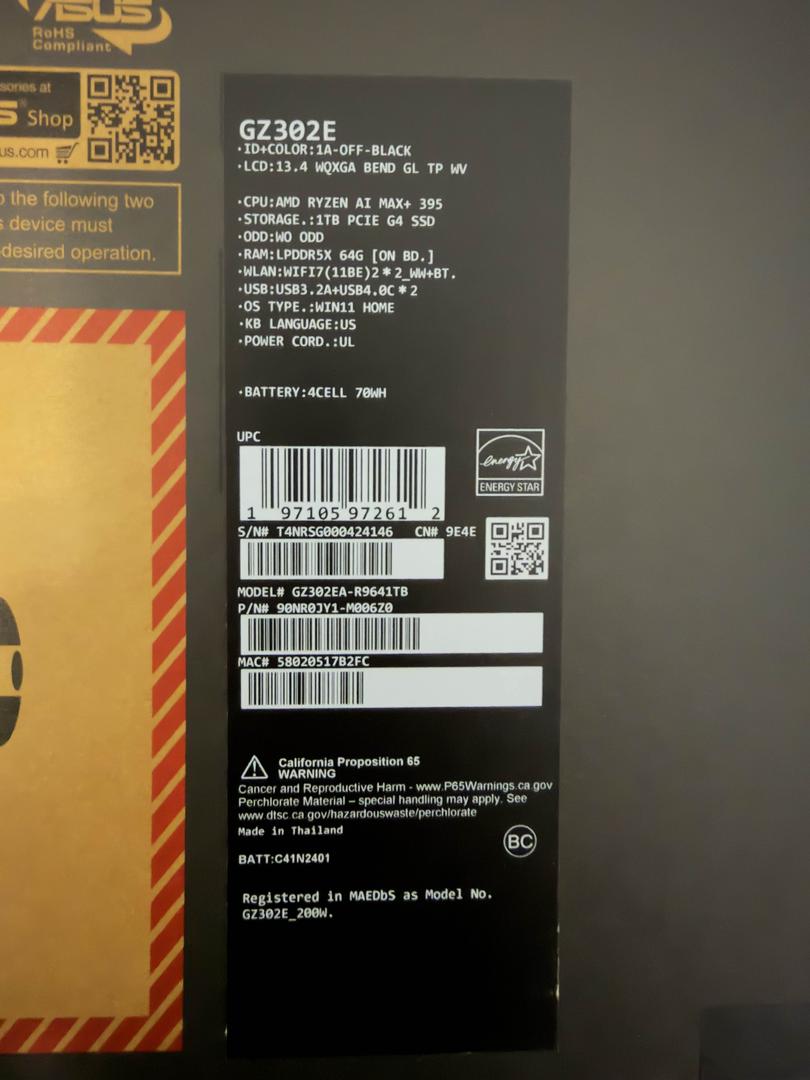 ASUS
RoHS
Compliant
sories at
S Shop
us.com
o the following two
s device must
-desired operation.
GZ302E
·ID+COLOR:1A-OFF-BLACK
·LCD:13.4 WQXGA BEND GL TP WV
·CPU:AMD RYZEN AI MAX+ 395
·STORAGE.:1TB PCIE G4 SSD
·ODD:WO ODD
·RAM:LPDDR5X 64G [ON BD.]
·WLAN:WIFI7(11BE)2*2_WW+BT.
·USB:USB3.2A+USB4.0C*2
·OS TYPE.:WIN11 HOME
·KB LANGUAGE:US
·POWER CORD.:UL
·BATTERY:4CELL 70WH
UPC
energy
ENERGY STAR
1 97105 97261 2
S/N# T4NRSG000424146 CN# 9E4E
MODEL# GZ302EA-R9641TB
P/N# 90NR0JY1-M006Z0
MAC# 58020517B2FC
California Proposition 65
WARNING
Cancer and Reproductive Harm - www.P65Warnings.ca.gov
Perchlorate Material – special handling may apply. See
www.dtsc.ca.gov/hazardouswaste/perchlorate
Made in Thailand
BC
BATT:C41N2401
Registered in MAEDbS as Model No.
GZ302E_200W.